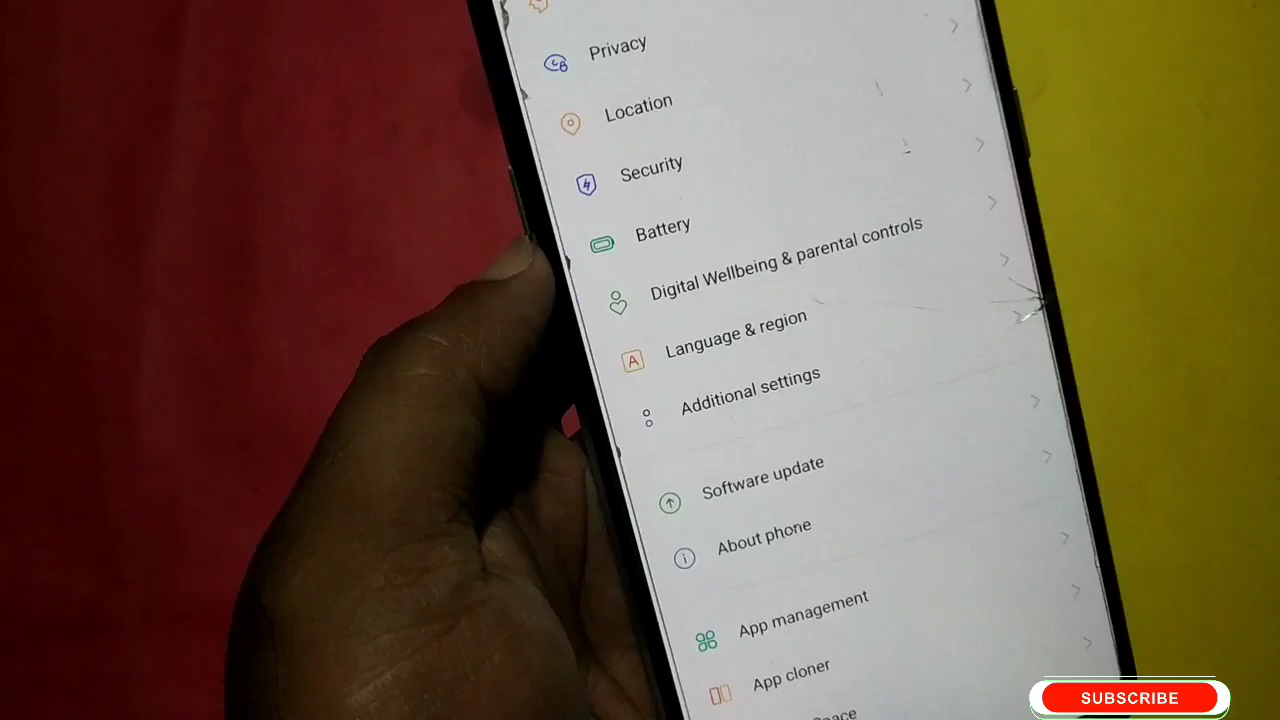 Privacy
Location
Security
Battery
Digital Wellbeing & parental controls
Language & region
Additional settings
Software update
About phone
App management
App cloner
Space
SUBSCRIBE